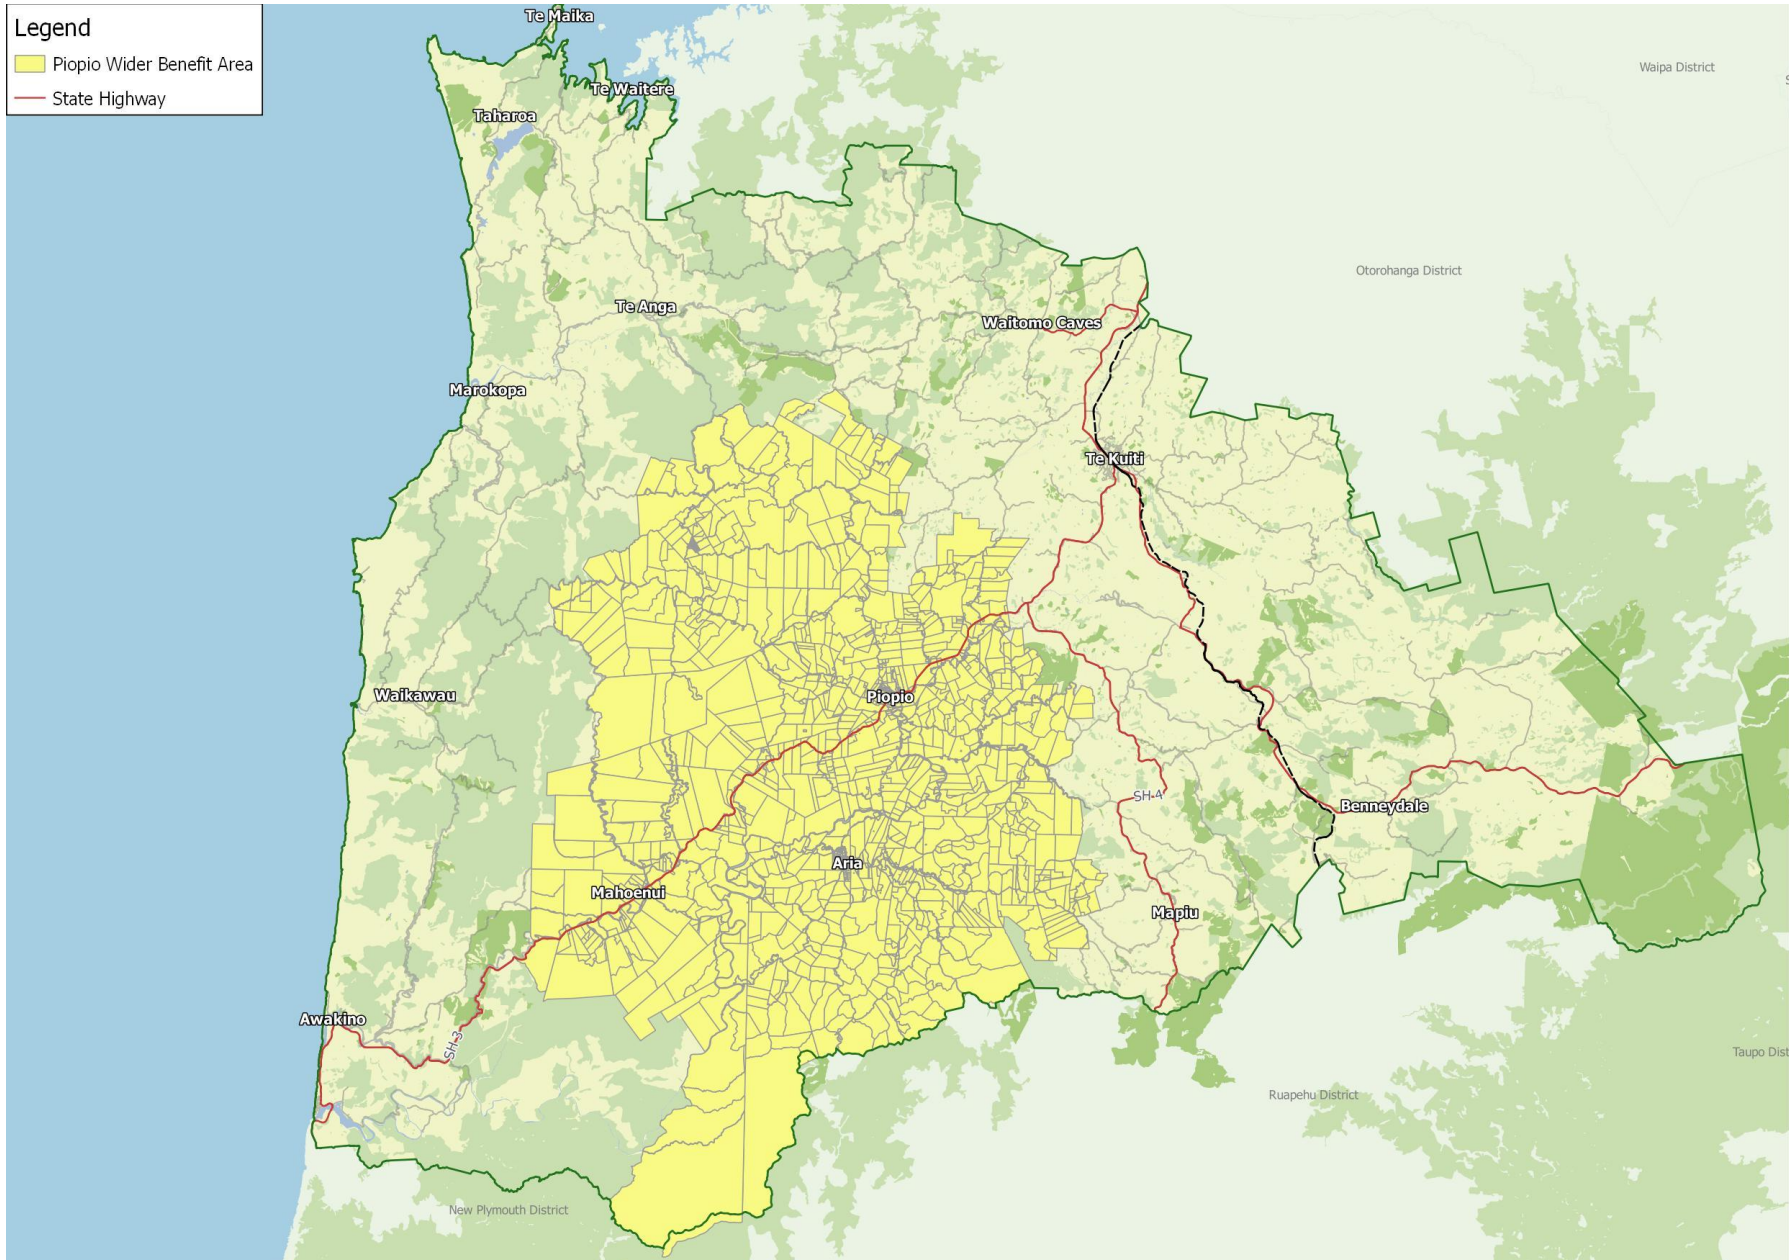 Legend
Piopio Wider Benefit Area
State Highway
Te Maika
Waipa District
Te Waitere
Taharoa
Otorohanga District
Te Anga
Waitomo Caves
Marokopa
Te Kuiti
Waikawau
Piopio
SH 4
Benneydale
Aria
Mahoenui
Mapiu
Awakino
SH 3
Taupo Dist
Ruapehu District
New Plymouth District